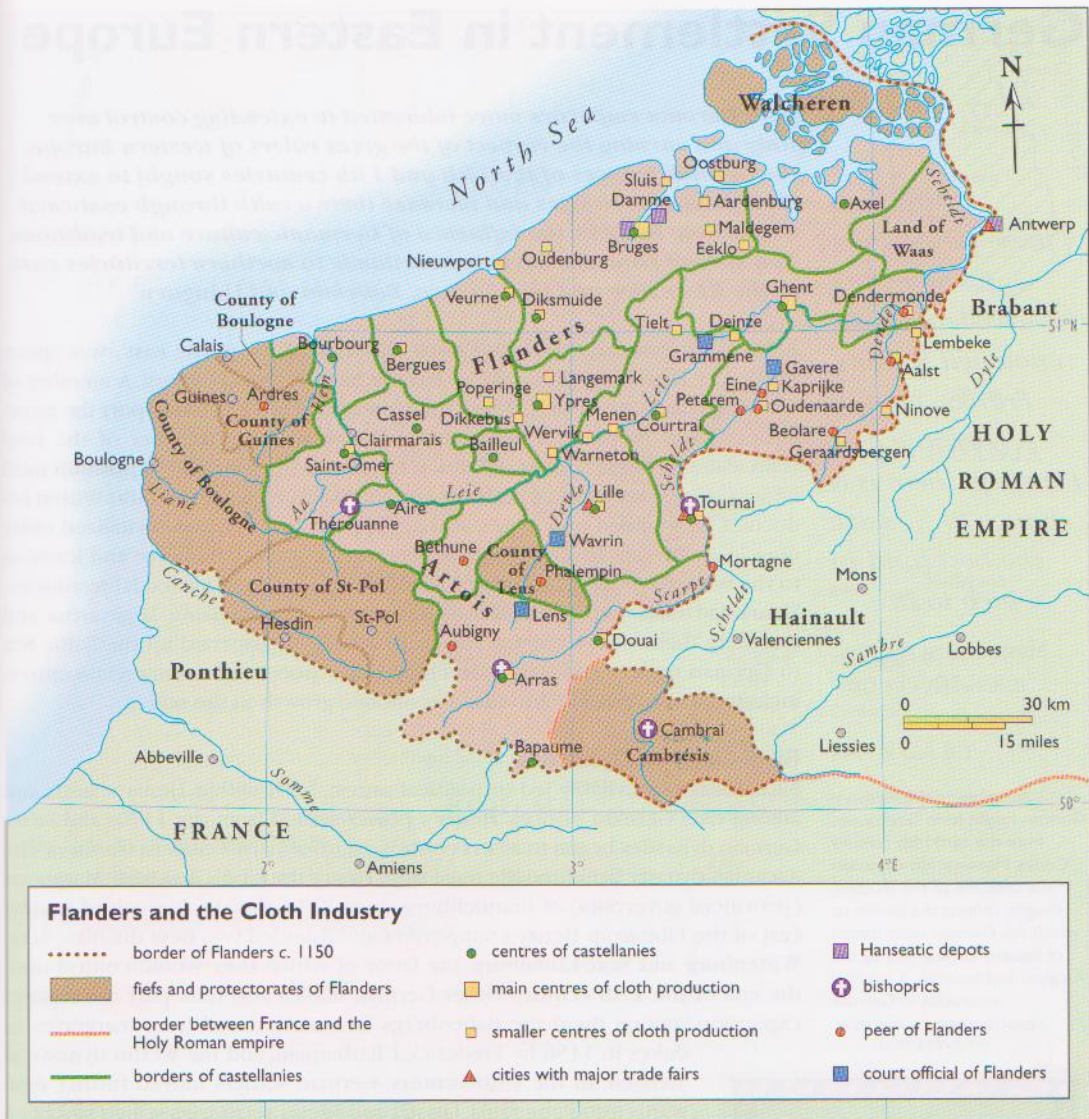 North Sea
N
Walcheren
Oostburg
Sluis
Damme
Aardenburg
Axel
Scheldt
Bruges
Maldegem
Eeklo
Land of
Waas
Antwerp
Oudenburg
Nieuwport
County of
Boulogne
Veurne
Diksmuide
Ghent
Dendermonde
Brabant
Calais
Bourbourg
Bergues
Flanders
Tielt
Deinze
Grammene
Dender
51°N
Lembeke
Guines
Ardres
Hem
Langemark
Leie
Gavere
Aalst
Dyle
County of
Guines
Poperinge
Ypres
Eine
Kaprijke
Cassel
Dikkebus
Menen
Peterem
Oudenaarde
Ninove
Clairmarais
Wervik
Courtrai
Bailleul
Beolare
HOLY
ROMAN
EMPIRE
Boulogne
County of Boulogne
Saint-Omer
Warneton
Geraardsbergen
Liane
Aa
Leie
Deule
Lille
Scheldt
Thérouanne
Aire
Tournai
Wavrin
Béthune
County
of
Lens
Phalempin
Mortagne
Artois
County of St-Pol
Scarpe
Mons
Canche
Lens
Scheldt
Hainault
Hesdin
St-Pol
Aubigny
Douai
Valenciennes
Sambre
Lobbes
Ponthieu
Arras
0 30 km
0 15 miles
Cambrai
Cambrésis
Liessies
Abbeville
Bapaume
Somme
50°
FRANCE
Amiens
2°
3°
4°E
Flanders and the Cloth Industry
border of Flanders c. 1150
fiefs and protectorates of Flanders
border between France and the
Holy Roman empire
borders of castellanies
centres of castellanies
main centres of cloth production
smaller centres of cloth production
cities with major trade fairs
Hanseatic depots
bishoprics
peer of Flanders
court official of Flanders